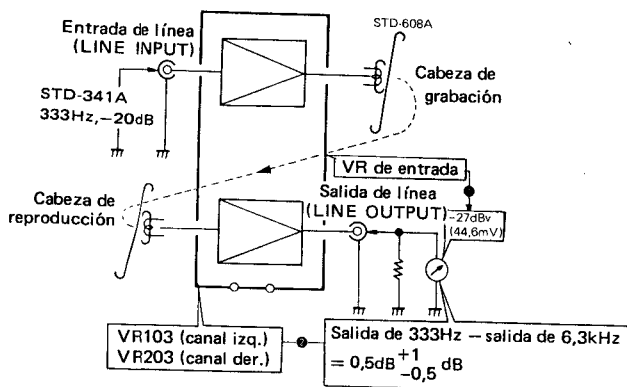 STD-608A
Entrada de línea
(LINE INPUT)
STD-341A
333Hz,−20dB
Cabeza de
grabación
VR de entrada
Cabeza de
reproducción
Salida de línea
(LINE OUTPUT)
−27dBv
(44,6mV)
VR103 (canal izq.)
VR203 (canal der.)
2
Salida de 333Hz − salida de 6,3kHz
= 0,5dB +1 −0,5 dB